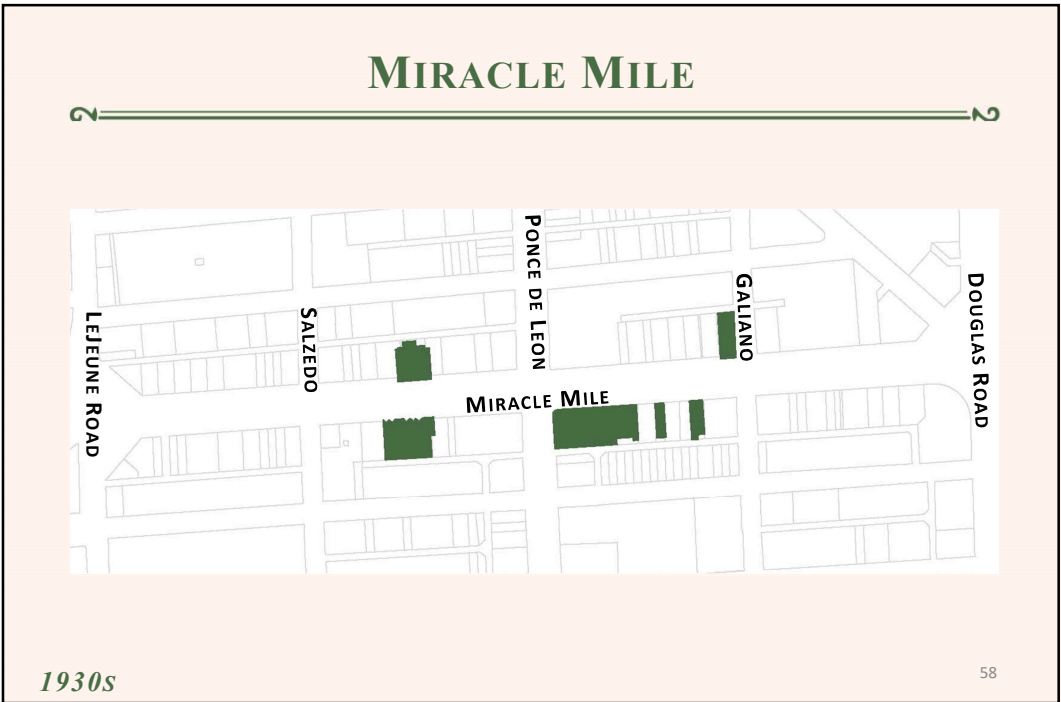 MIRACLE MILE
PONCE DE LEON
GALIANO
DOUGLAS ROAD
LEJEUNE ROAD
SALZEDO
MIRACLE MILE
1930S
58